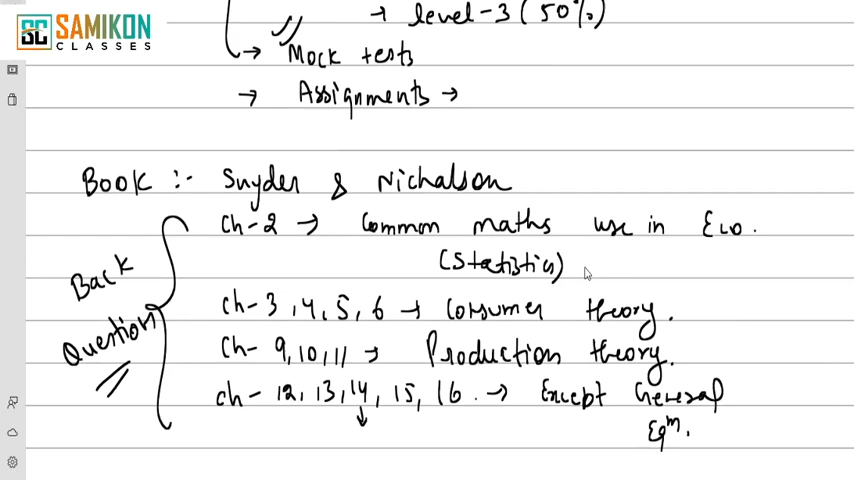 SC SAMIKON
CLASSES
→ level-3 (50%)
→ Mock tests
→ Assignments →
Book :- Snyder & Nichalson
Ch-2 → Common maths use in Eco.
(Statistics)
Back
Question
Ch-3, 4, 5, 6 → Consumer theory.
Ch- 9, 10, 11 → Production theory.
Ch- 12, 13, 14, 15, 16. → Except General
Eqm.